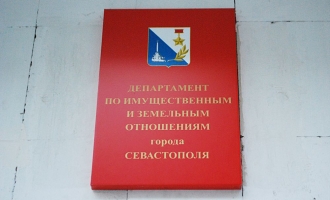 ДЕПАРТАМЕНТ
ПО ИМУЩЕСТВЕННЫМ
И ЗЕМЕЛЬНЫМ
ОТНОШЕНИЯМ
города
СЕВАСТОПОЛЯ